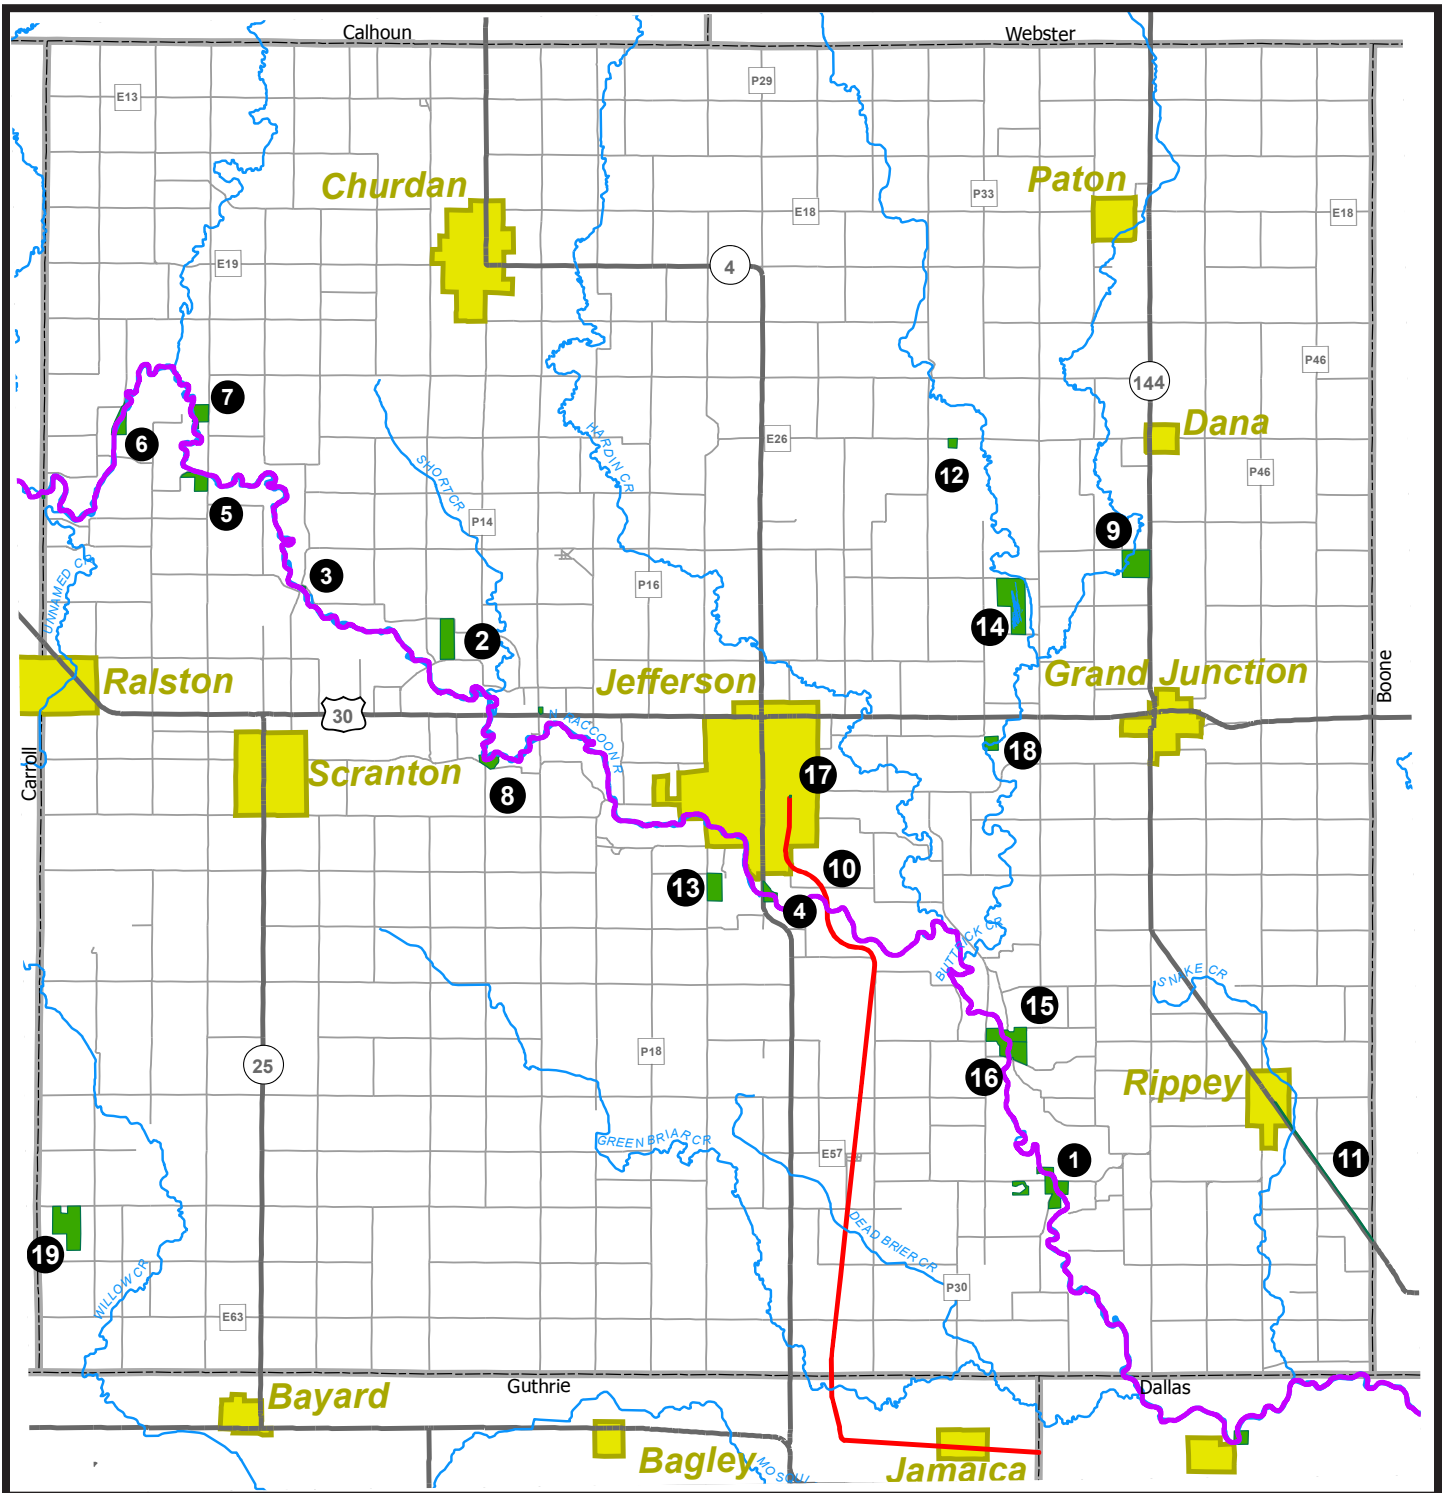 Calhoun
Webster
P29
E13
Churdan
Paton
P33
E18
E18
E19
4
P46
144
7
Dana
6
HARDIN CR
E26
SHORT CR
12
P46
5
P14
9
3
UNNAMED CR
P16
14
2
Ralston
Jefferson
Grand Junction
Boone
30
N RACCOON R
Carroll
Scranton
18
17
8
10
13
4
BUTTRICK CR
SNAKE CR
15
P18
25
16
Rippey
GREENBRIAR CR
E57
1
11
19
DEAD BRIER CR
WILLOW CR
P30
E63
Guthrie
Dallas
Bayard
Bagley
Jamaica